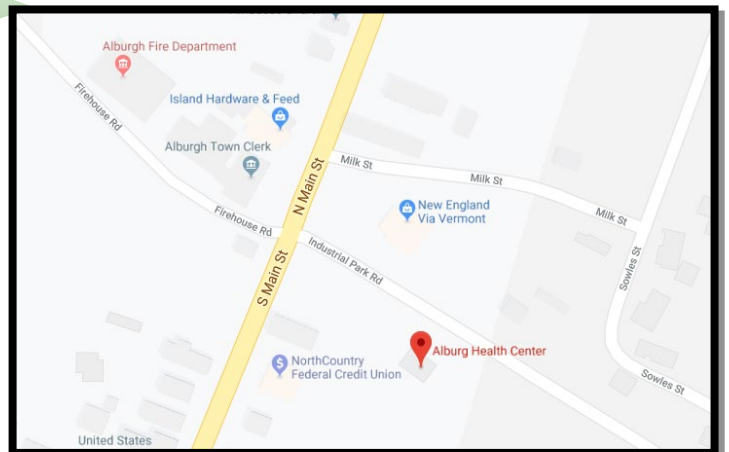 Alburgh Fire Department
Firehouse Rd
Island Hardware & Feed
Alburgh Town Clerk
N Main St
Milk St
Milk St
Milk St
New England
Via Vermont
Firehouse Rd
Industrial Park Rd
S Main St
Sowles St
Alburg Health Center
NorthCountry
Federal Credit Union
Sowles St
United States